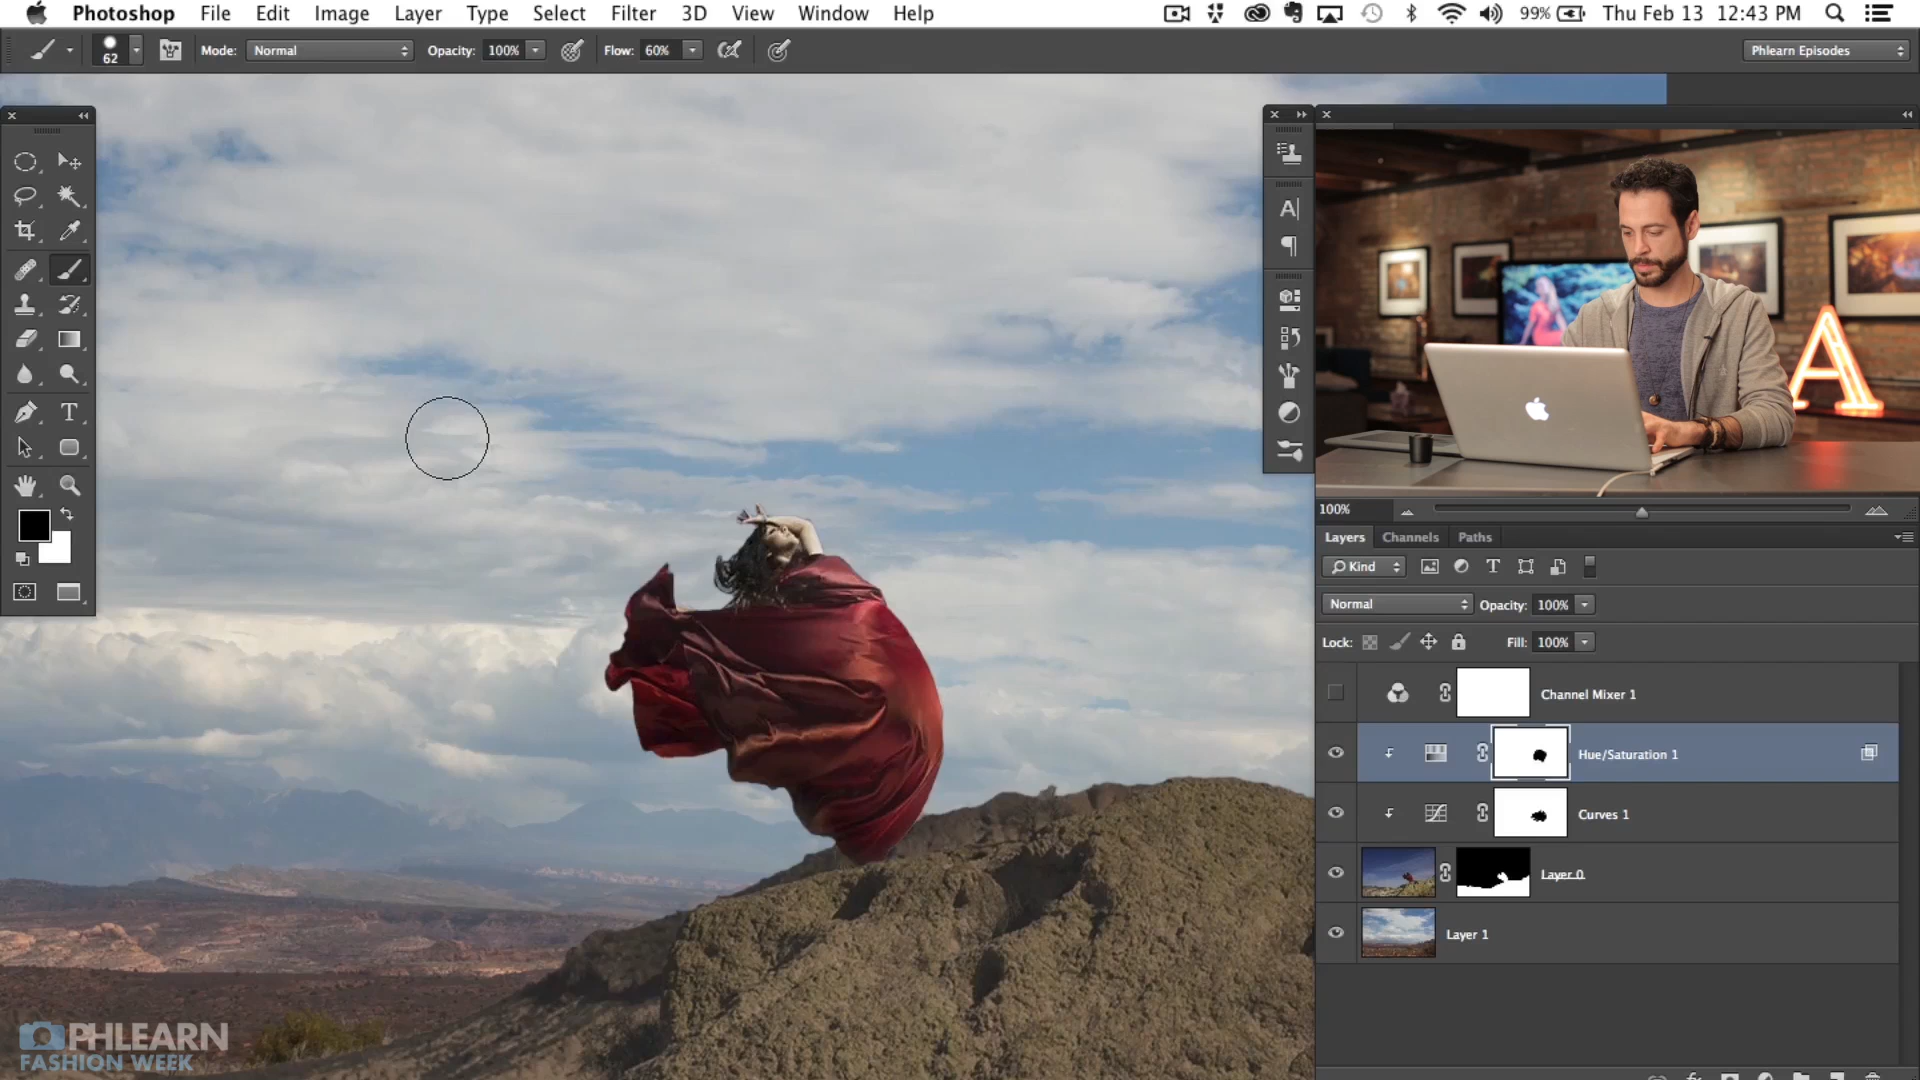 Photoshop File Edit Image Layer Type Select Filter 3D View Window Help 99% Thu Feb 13 12:43 PM
62 Mode: Normal Opacity: 100% Flow: 60% Phlearn Episodes
A
100%
Layers Channels Paths
Kind
Normal Opacity: 100%
Lock: Fill: 100%
Channel Mixer 1
Hue/Saturation 1
Curves 1
Layer 0
Layer 1
PHLEARN
FASHION WEEK